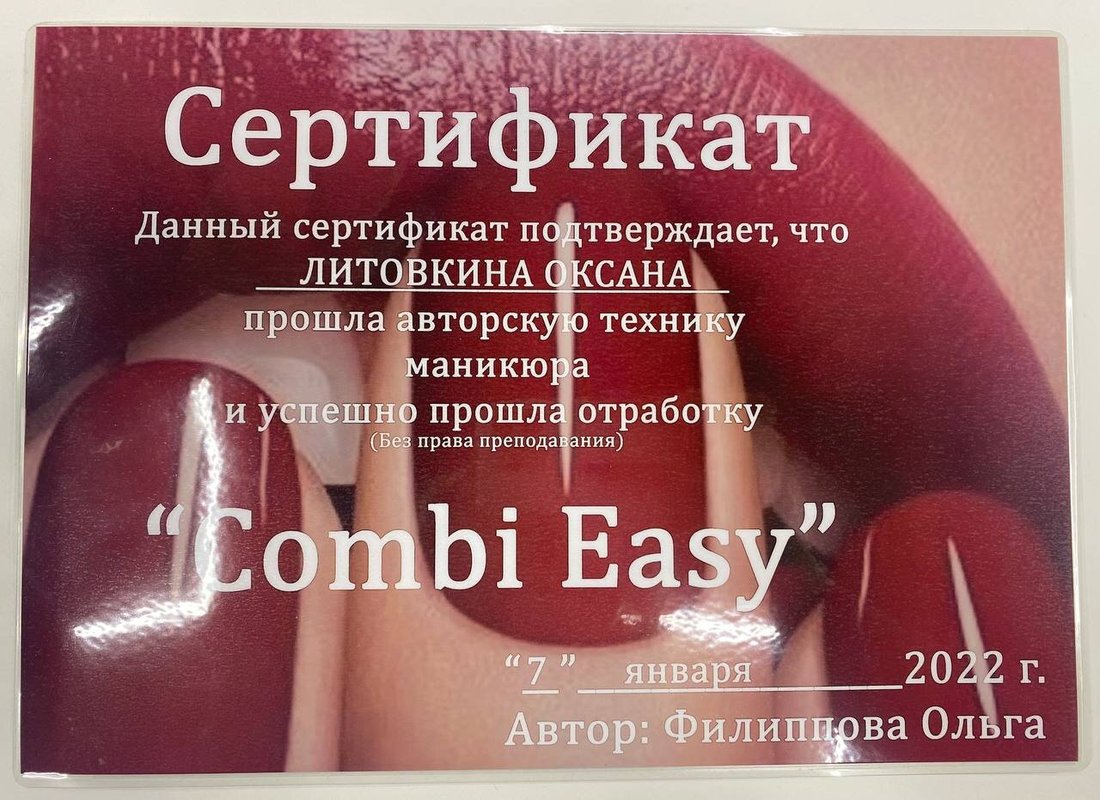 Сертификат
Данный сертификат подтверждает, что
ЛИТОВКИНА ОКСАНА
прошла авторскую технику
маникюра
и успешно прошла отработку
(Без права преподавания)
“Combi Easy”
“7” января 2022 г.
Автор: Филиппова Ольга